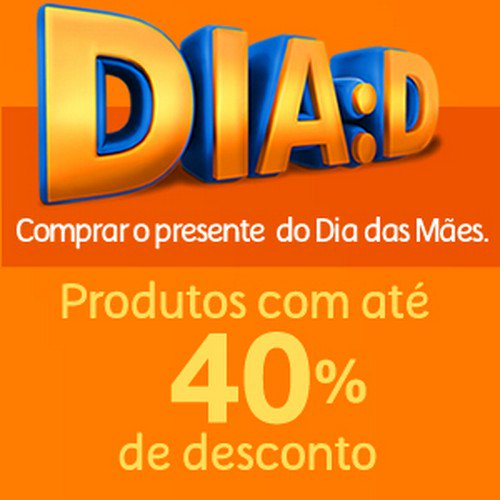 DIA:D
Comprar o presente do Dia das Mães.
Produtos com até
40%
de desconto